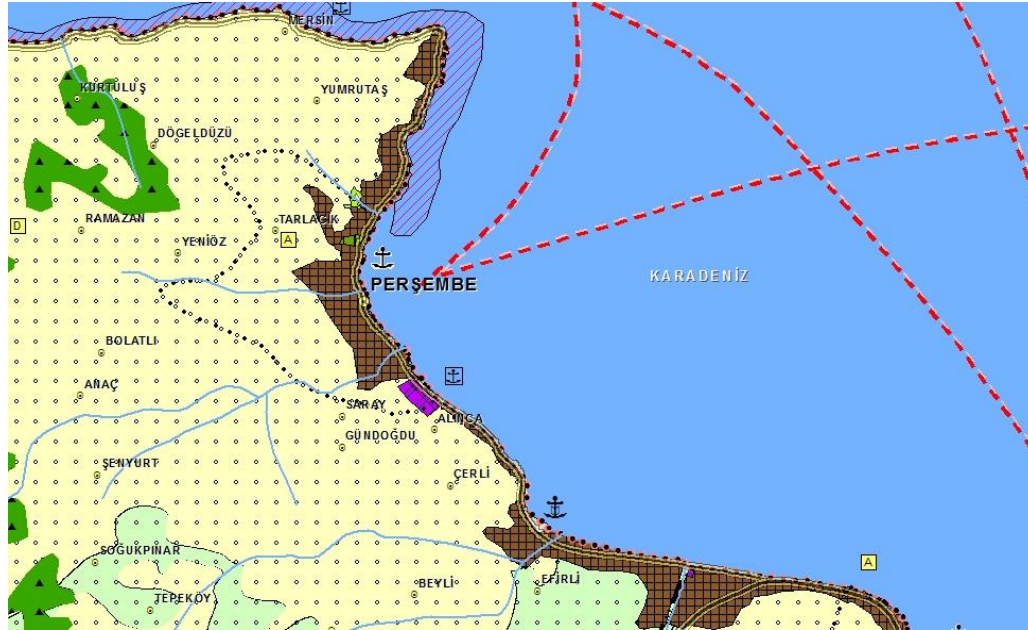 MERSİN
KURTULUŞ
YUMRUTAŞ
DÖGELDÜZÜ
RAMAZAN
D
TARLACIK
A
YENİÖZ
KARADENİZ
PERŞEMBE
BOLATLI
ANAÇ
SARAY
ALINCA
GÜNDOĞDU
ŞENYURT
ÇERLİ
SOĞUKPINAR
A
BEYLİ
EFİRLİ
TEPEKÖY